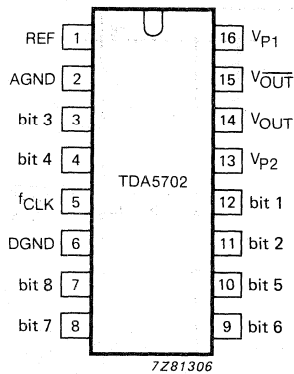 REF 1 16 VP1
AGND 2 15 V̅O̅U̅T̅
bit 3 3 14 VOUT
bit 4 4 13 VP2
TDA5702
fCLK 5 12 bit 1
DGND 6 11 bit 2
bit 8 7 10 bit 5
bit 7 8 9 bit 6
7Z81306